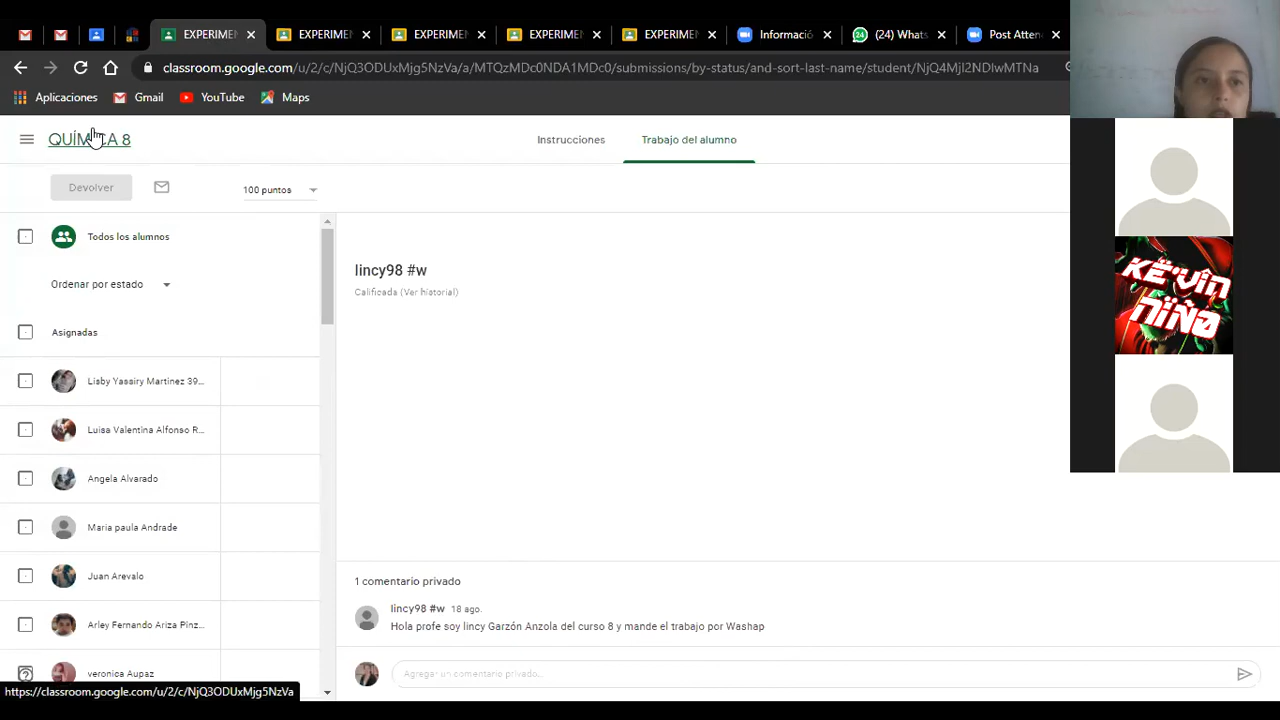 EXPERIMEN
EXPERIMEN
EXPERIMEN
EXPERIMEN
EXPERIMEN
Informació
(24) Whats
Post Atten
classroom.google.com/u/2/c/NjQ3ODUxMjg5NzVa/a/MTQzMDc0NDA1MDc0/submissions/by-status/and-sort-last-name/student/NjQ4MjI2NDIwMTNa
Aplicaciones
Gmail
YouTube
Maps
QUÍMICA 8
Instrucciones
Trabajo del alumno
Devolver
100 puntos
Todos los alumnos
Ordenar por estado
Asignadas
Lisby Yassiry Martinez 39...
Luisa Valentina Alfonso R...
Angela Alvarado
Maria paula Andrade
Juan Arevalo
Arley Fernando Ariza Pinz...
veronica Aupaz
lincy98 #w
Calificada (Ver historial)
1 comentario privado
lincy98 #w 18 ago.
Hola profe soy lincy Garzón Anzola del curso 8 y mande el trabajo por Washap
Agregar un comentario privado...
https://classroom.google.com/u/2/c/NjQ3ODUxMjg5NzVa
KËVÎN
NÏÑØ